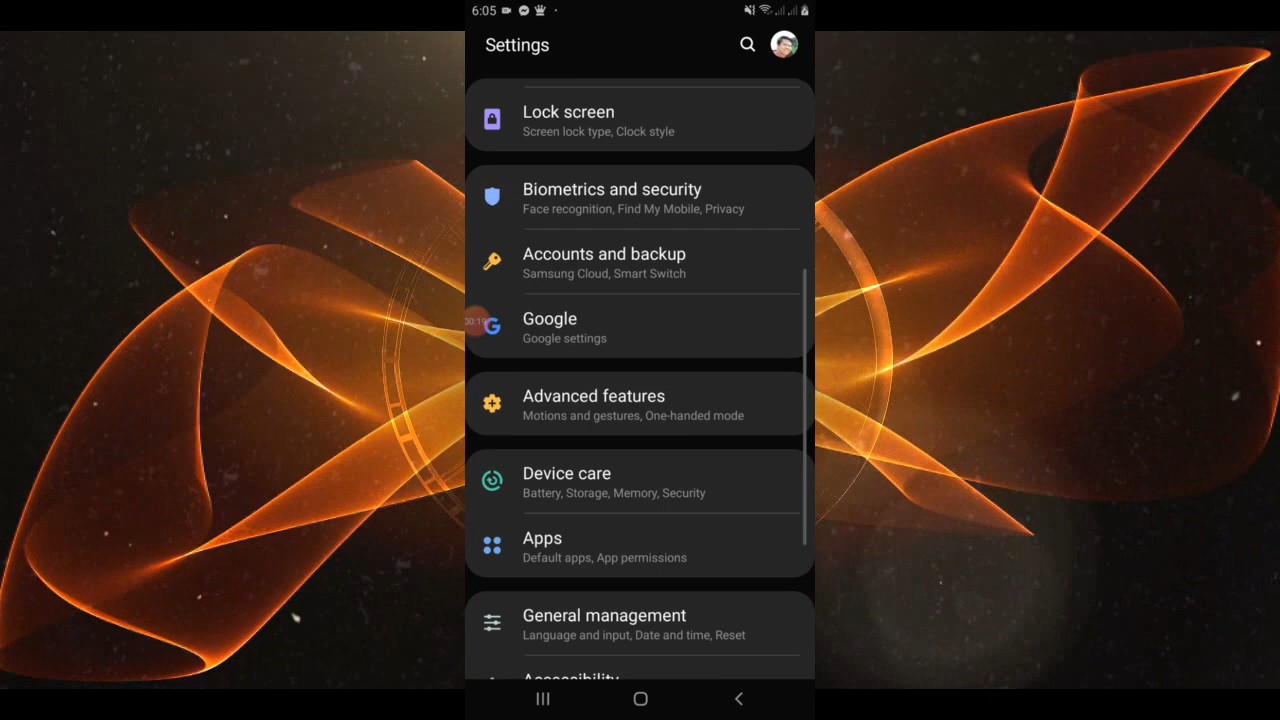 6:05
Settings
Lock screen
Screen lock type, Clock style
Biometrics and security
Face recognition, Find My Mobile, Privacy
Accounts and backup
Samsung Cloud, Smart Switch
00:19
Google
Google settings
Advanced features
Motions and gestures, One-handed mode
Device care
Battery, Storage, Memory, Security
Apps
Default apps, App permissions
General management
Language and input, Date and time, Reset
Accessibility